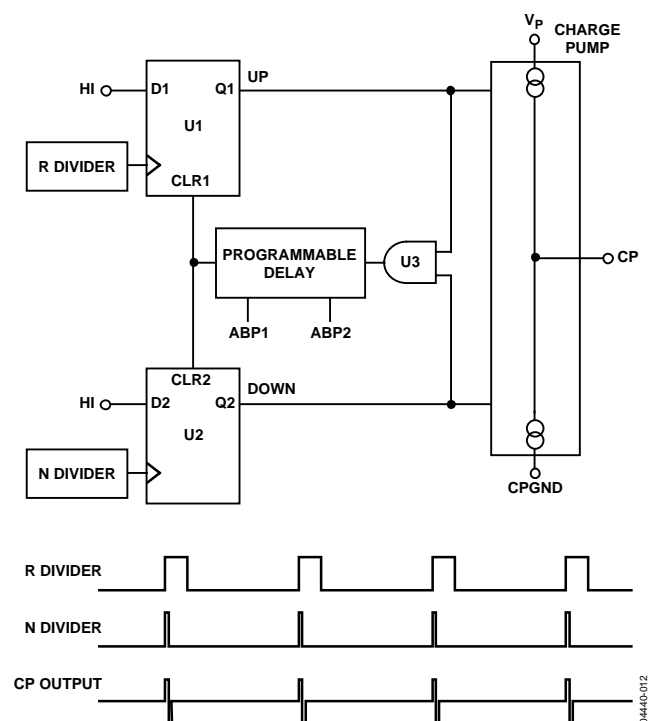 VP
CHARGE
PUMP
HI
D1
Q1
UP
U1
R DIVIDER
CLR1
PROGRAMMABLE
DELAY
U3
CP
ABP1
ABP2
CLR2
HI
D2
Q2
DOWN
U2
N DIVIDER
CPGND
R DIVIDER
N DIVIDER
CP OUTPUT
04440-012